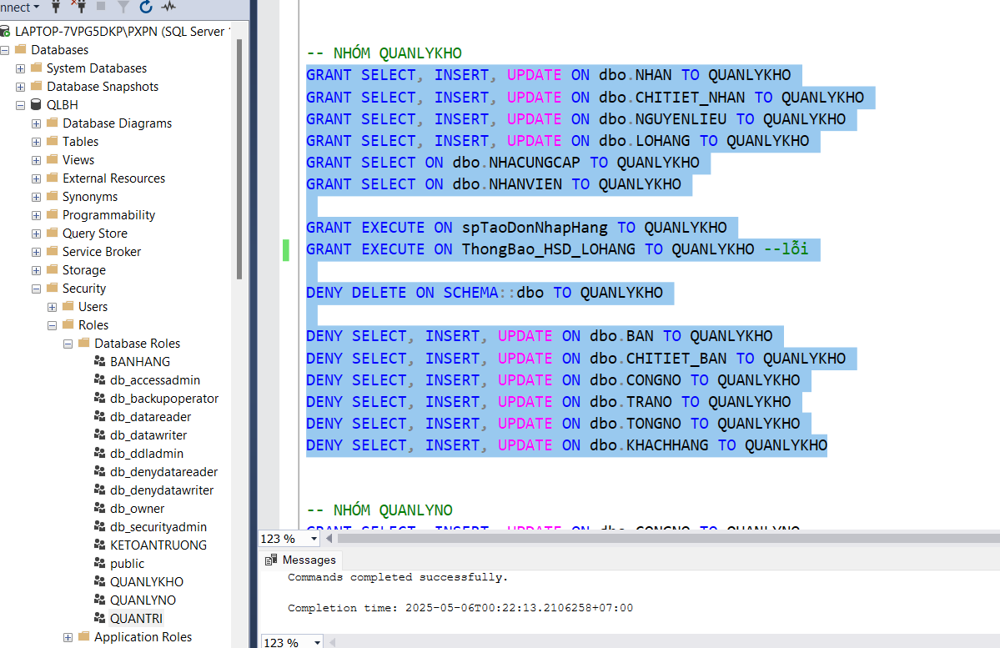 nnect
LAPTOP-7VPG5DKP\PXPN (SQL Server
Databases
System Databases
Database Snapshots
QLBH
Database Diagrams
Tables
Views
External Resources
Synonyms
Programmability
Query Store
Service Broker
Storage
Security
Users
Roles
Database Roles
BANHANG
db_accessadmin
db_backupoperator
db_datareader
db_datawriter
db_ddladmin
db_denydatareader
db_denydatawriter
db_owner
db_securityadmin
KETOANTRUONG
public
QUANLYKHO
QUANLYNO
QUANTRI
Application Roles
-- NHÓM QUANLYKHO
GRANT SELECT, INSERT, UPDATE ON dbo.NHAN TO QUANLYKHO
GRANT SELECT, INSERT, UPDATE ON dbo.CHITIET_NHAN TO QUANLYKHO
GRANT SELECT, INSERT, UPDATE ON dbo.NGUYENLIEU TO QUANLYKHO
GRANT SELECT, INSERT, UPDATE ON dbo.LOHANG TO QUANLYKHO
GRANT SELECT ON dbo.NHACUNGCAP TO QUANLYKHO
GRANT SELECT ON dbo.NHANVIEN TO QUANLYKHO
GRANT EXECUTE ON spTaoDonNhapHang TO QUANLYKHO
GRANT EXECUTE ON ThongBao_HSD_LOHANG TO QUANLYKHO --lỗi
DENY DELETE ON SCHEMA::dbo TO QUANLYKHO
DENY SELECT, INSERT, UPDATE ON dbo.BAN TO QUANLYKHO
DENY SELECT, INSERT, UPDATE ON dbo.CHITIET_BAN TO QUANLYKHO
DENY SELECT, INSERT, UPDATE ON dbo.CONGNO TO QUANLYKHO
DENY SELECT, INSERT, UPDATE ON dbo.TRANO TO QUANLYKHO
DENY SELECT, INSERT, UPDATE ON dbo.TONGNO TO QUANLYKHO
DENY SELECT, INSERT, UPDATE ON dbo.KHACHHANG TO QUANLYKHO
-- NHÓM QUANLYNO
GRANT SELECT, INSERT, UPDATE ON dbo.CONGNO TO QUANLYNO
123 %
Messages
Commands completed successfully.
Completion time: 2025-05-06T00:22:13.2106258+07:00
123 %